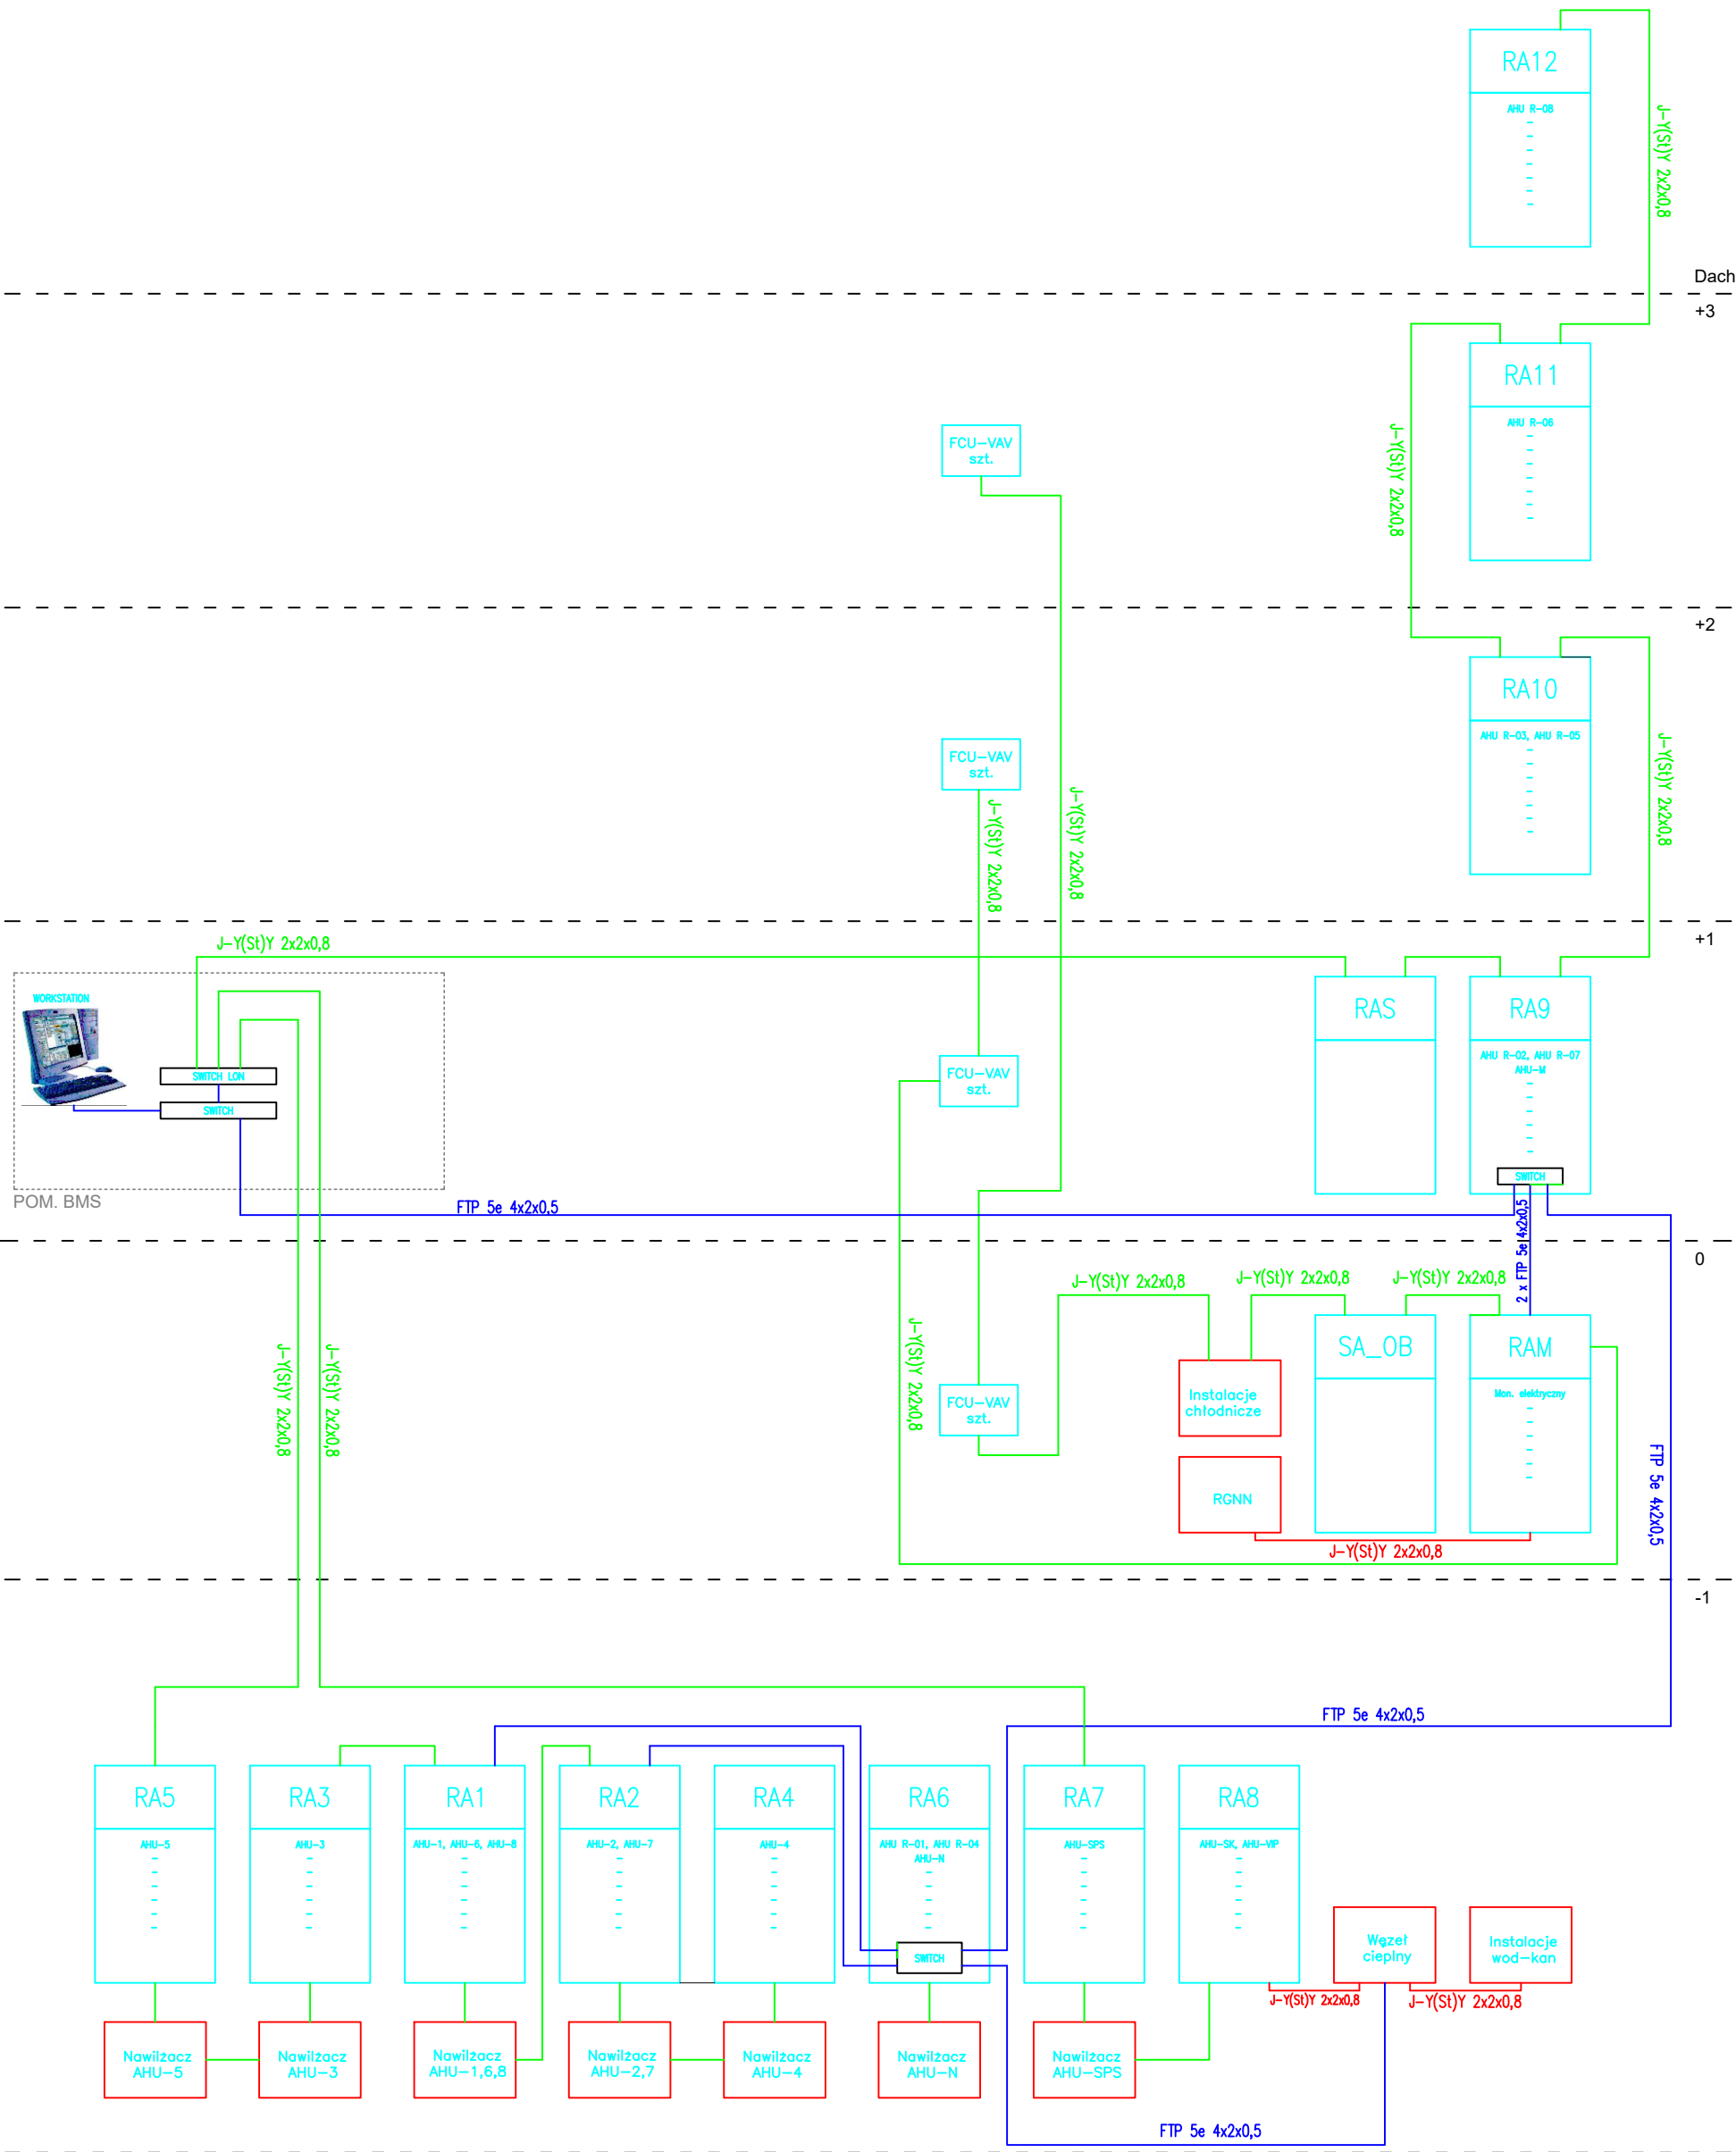 RA12
AHU R-08
J-Y(St)Y 2x2x0,8
Dach
+3
RA11
AHU R-06
J-Y(St)Y 2x2x0,8
FCU-VAV
szt.
+2
RA10
AHU R-03, AHU R-05
J-Y(St)Y 2x2x0,8
FCU-VAV
szt.
J-Y(St)Y 2x2x0,8
J-Y(St)Y 2x2x0,8
+1
J-Y(St)Y 2x2x0,8
WORKSTATION
SWITCH LON
SWITCH
POM. BMS
FCU-VAV
szt.
RAS
RA9
AHU R-02, AHU R-07
AHU-M
SWITCH
FTP 5e 4x2x0,5
2 x FTP 5e 4x2x0,5
0
J-Y(St)Y 2x2x0,8
J-Y(St)Y 2x2x0,8
J-Y(St)Y 2x2x0,8
J-Y(St)Y 2x2x0,8
J-Y(St)Y 2x2x0,8
J-Y(St)Y 2x2x0,8
FCU-VAV
szt.
Instalacje
chłodnicze
RGNN
SA_OB
RAM
Mon. elektryczny
J-Y(St)Y 2x2x0,8
FTP 5e 4x2x0,5
-1
FTP 5e 4x2x0,5
RA5
AHU-5
RA3
AHU-3
RA1
AHU-1, AHU-6, AHU-8
RA2
AHU-2, AHU-7
RA4
AHU-4
RA6
AHU R-01, AHU R-04
AHU-N
SWITCH
RA7
AHU-SPS
RA8
AHU-SK, AHU-VIP
Węzeł
cieplny
Instalacje
wod-kan
J-Y(St)Y 2x2x0,8
J-Y(St)Y 2x2x0,8
Nawilżacz
AHU-5
Nawilżacz
AHU-3
Nawilżacz
AHU-1,6,8
Nawilżacz
AHU-2,7
Nawilżacz
AHU-4
Nawilżacz
AHU-N
Nawilżacz
AHU-SPS
FTP 5e 4x2x0,5